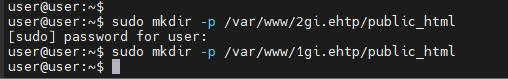 user@user:~$
user@user:~$ sudo mkdir -p /var/www/2gi.ehtp/public_html
[sudo] password for user:
user@user:~$ sudo mkdir -p /var/www/1gi.ehtp/public_html
user@user:~$